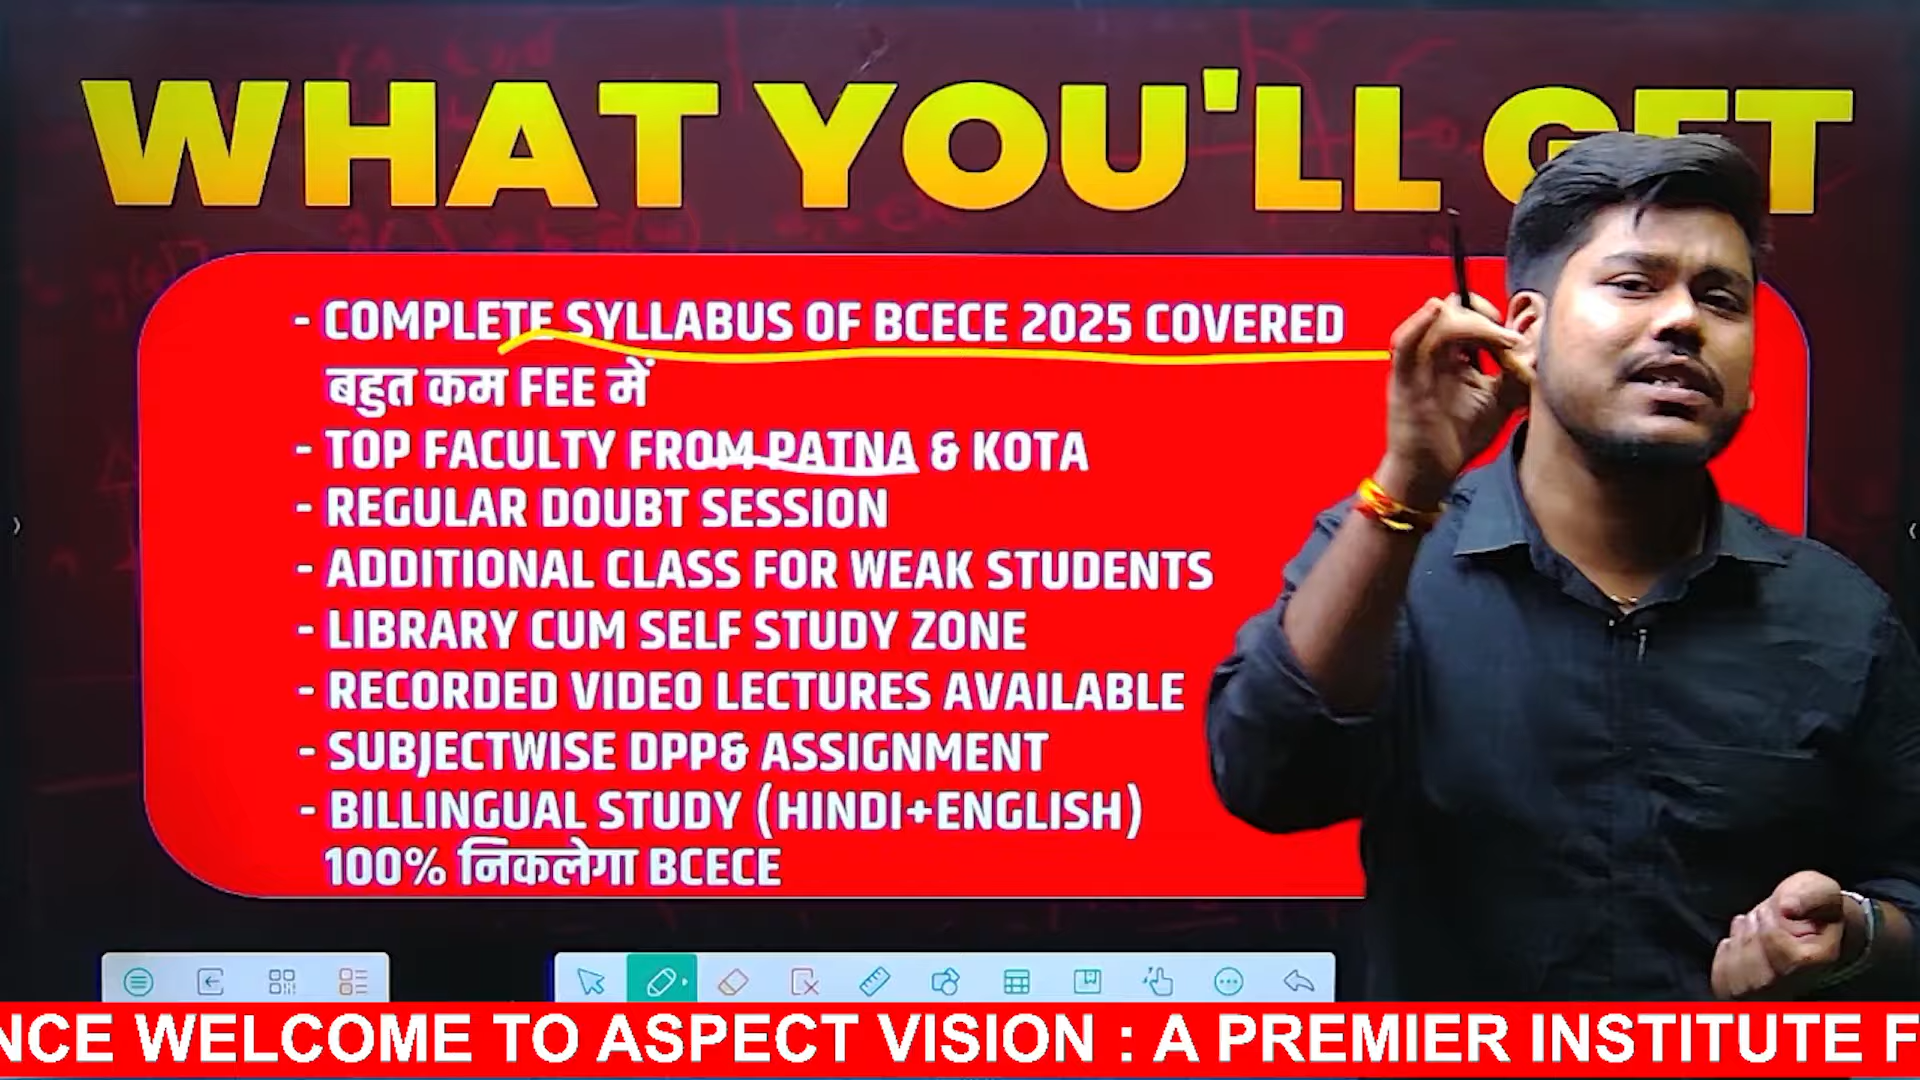 WHAT YOU'LL GET
- COMPLETE SYLLABUS OF BCECE 2025 COVERED
बहुत कम FEE में
- TOP FACULTY FROM PATNA & KOTA
- REGULAR DOUBT SESSION
- ADDITIONAL CLASS FOR WEAK STUDENTS
- LIBRARY CUM SELF STUDY ZONE
- RECORDED VIDEO LECTURES AVAILABLE
- SUBJECTWISE DPP& ASSIGNMENT
- BILLINGUAL STUDY (HINDI+ENGLISH)
100% निकलेगा BCECE
NCE WELCOME TO ASPECT VISION : A PREMIER INSTITUTE F